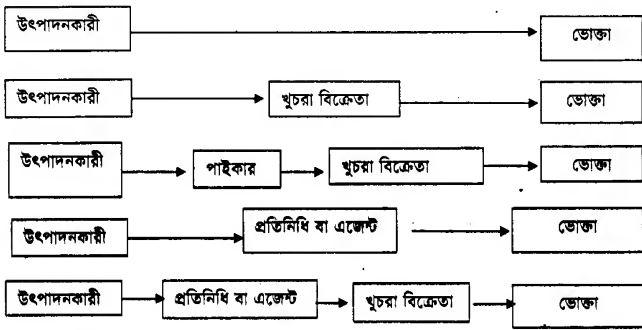 উৎপাদনকারী ভোক্তা
উৎপাদনকারী খুচরা বিক্রেতা ভোক্তা
উৎপাদনকারী পাইকার খুচরা বিক্রেতা ভোক্তা
উৎপাদনকারী প্রতিনিধি বা এজেন্ট ভোক্তা
উৎপাদনকারী প্রতিনিধি বা এজেন্ট খুচরা বিক্রেতা ভোক্তা